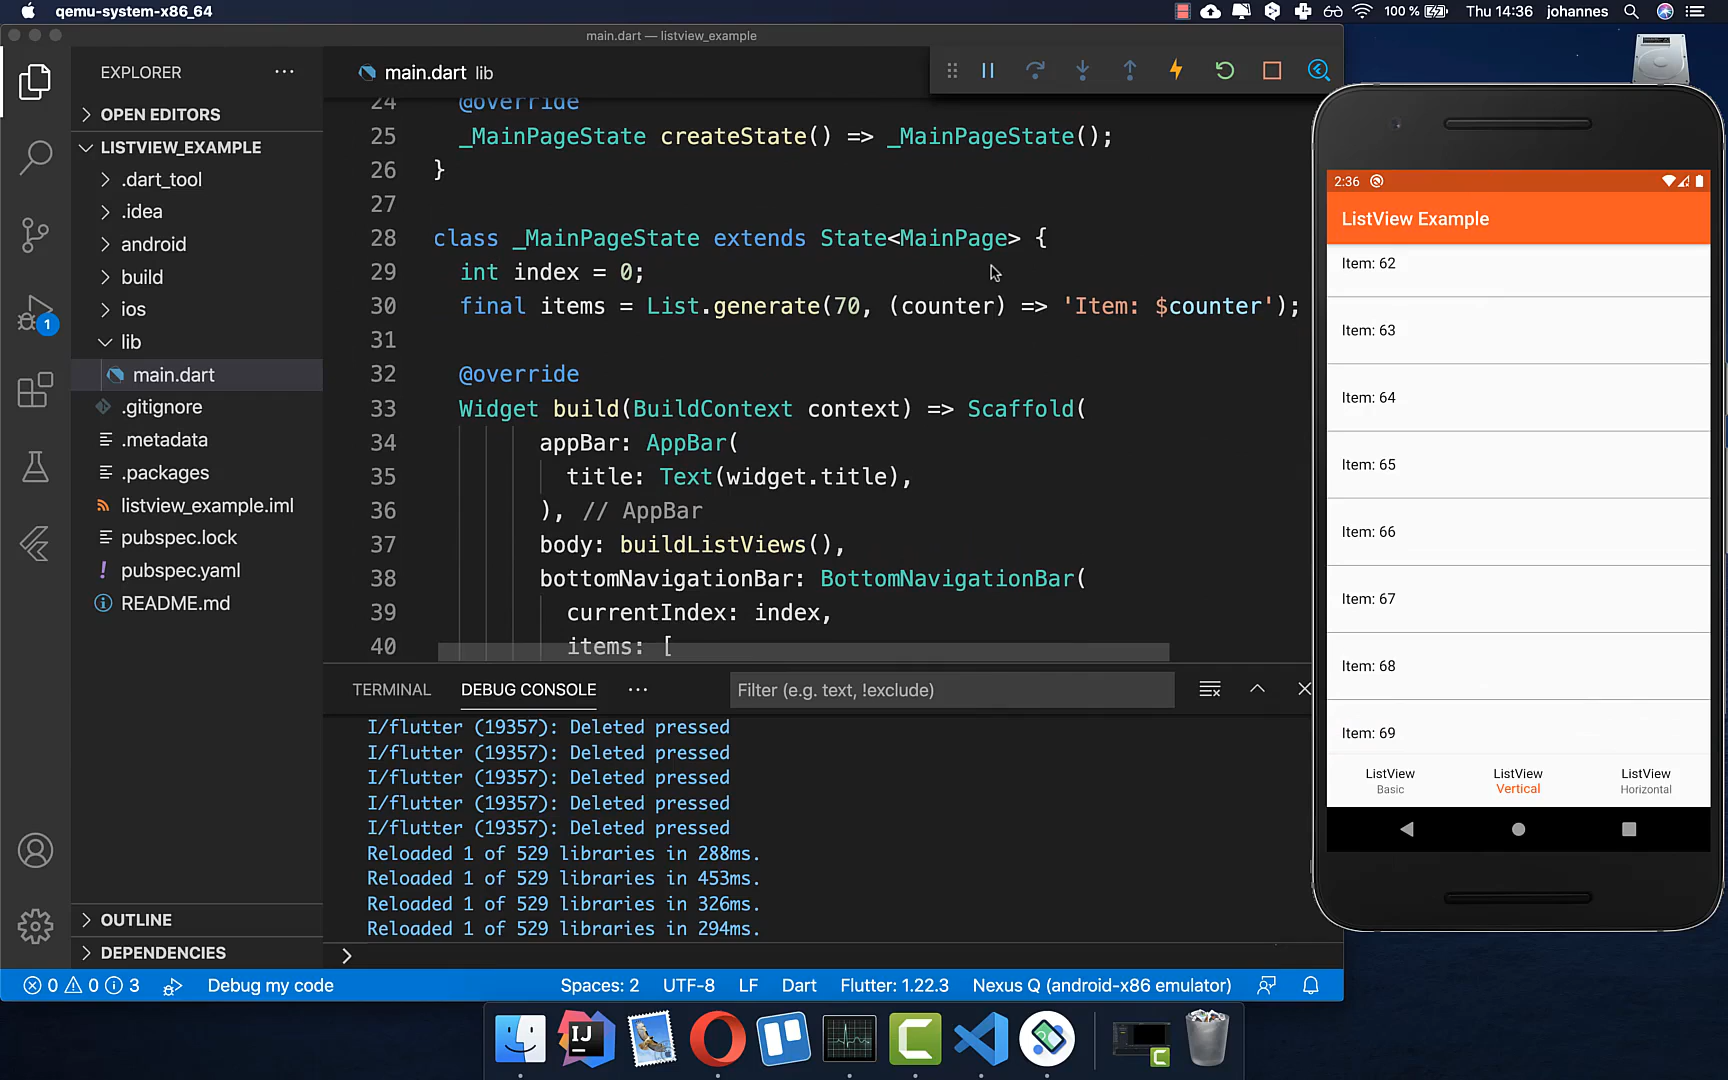 qemu-system-x86_64
100 %
Thu 14:36
johannes
main.dart — listview_example
EXPLORER
OPEN EDITORS
LISTVIEW_EXAMPLE
.dart_tool
.idea
android
build
ios
lib
main.dart
.gitignore
.metadata
.packages
listview_example.iml
pubspec.lock
pubspec.yaml
README.md
OUTLINE
DEPENDENCIES
1
main.dart lib
24 @override
25 _MainPageState createState() => _MainPageState();
26 }
27
28 class _MainPageState extends State<MainPage> {
29 int index = 0;
30 final items = List.generate(70, (counter) => 'Item: $counter');
31
32 @override
33 Widget build(BuildContext context) => Scaffold(
34 appBar: AppBar(
35 title: Text(widget.title),
36 ), // AppBar
37 body: buildListViews(),
38 bottomNavigationBar: BottomNavigationBar(
39 currentIndex: index,
40 items: [
TERMINAL
DEBUG CONSOLE
Filter (e.g. text, !exclude)
I/flutter (19357): Deleted pressed
I/flutter (19357): Deleted pressed
I/flutter (19357): Deleted pressed
I/flutter (19357): Deleted pressed
I/flutter (19357): Deleted pressed
Reloaded 1 of 529 libraries in 288ms.
Reloaded 1 of 529 libraries in 453ms.
Reloaded 1 of 529 libraries in 326ms.
Reloaded 1 of 529 libraries in 294ms.
0 0 3
Debug my code
Spaces: 2
UTF-8
LF
Dart
Flutter: 1.22.3
Nexus Q (android-x86 emulator)
2:36
ListView Example
Item: 62
Item: 63
Item: 64
Item: 65
Item: 66
Item: 67
Item: 68
Item: 69
ListView
Basic
ListView
Vertical
ListView
Horizontal
IJ